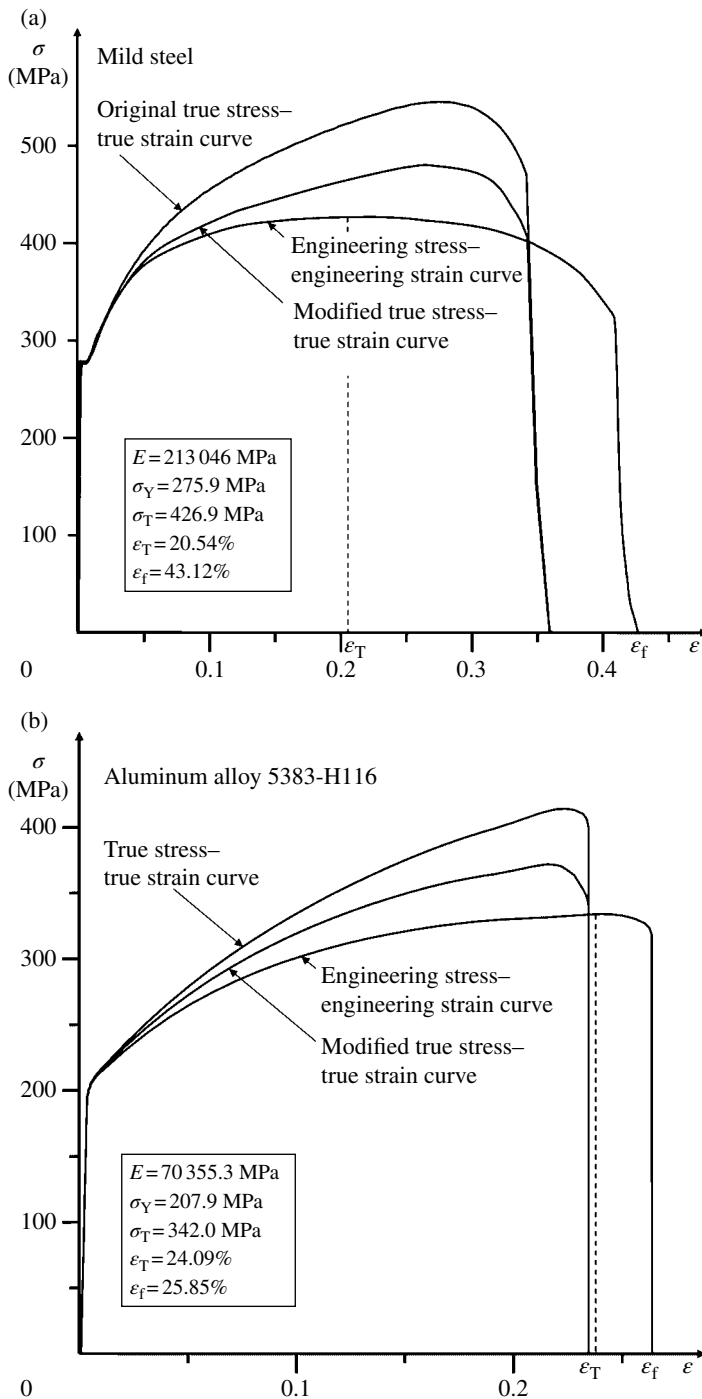 (a)
σ
(MPa)
Mild steel
Original true stress–
true strain curve
500
400
Engineering stress–
engineering strain curve
Modified true stress–
true strain curve
300
200
E = 213 046 MPa
σY = 275.9 MPa
σT = 426.9 MPa
εT = 20.54%
εf = 43.12%
100
0 0.1 0.2 εT 0.3 0.4 εf ε
(b)
σ
(MPa)
Aluminum alloy 5383-H116
400
True stress–
true strain curve
300
Engineering stress–
engineering strain curve
Modified true stress–
true strain curve
200
E = 70 355.3 MPa
σY = 207.9 MPa
σT = 342.0 MPa
εT = 24.09%
εf = 25.85%
100
0 0.1 0.2 εT εf ε